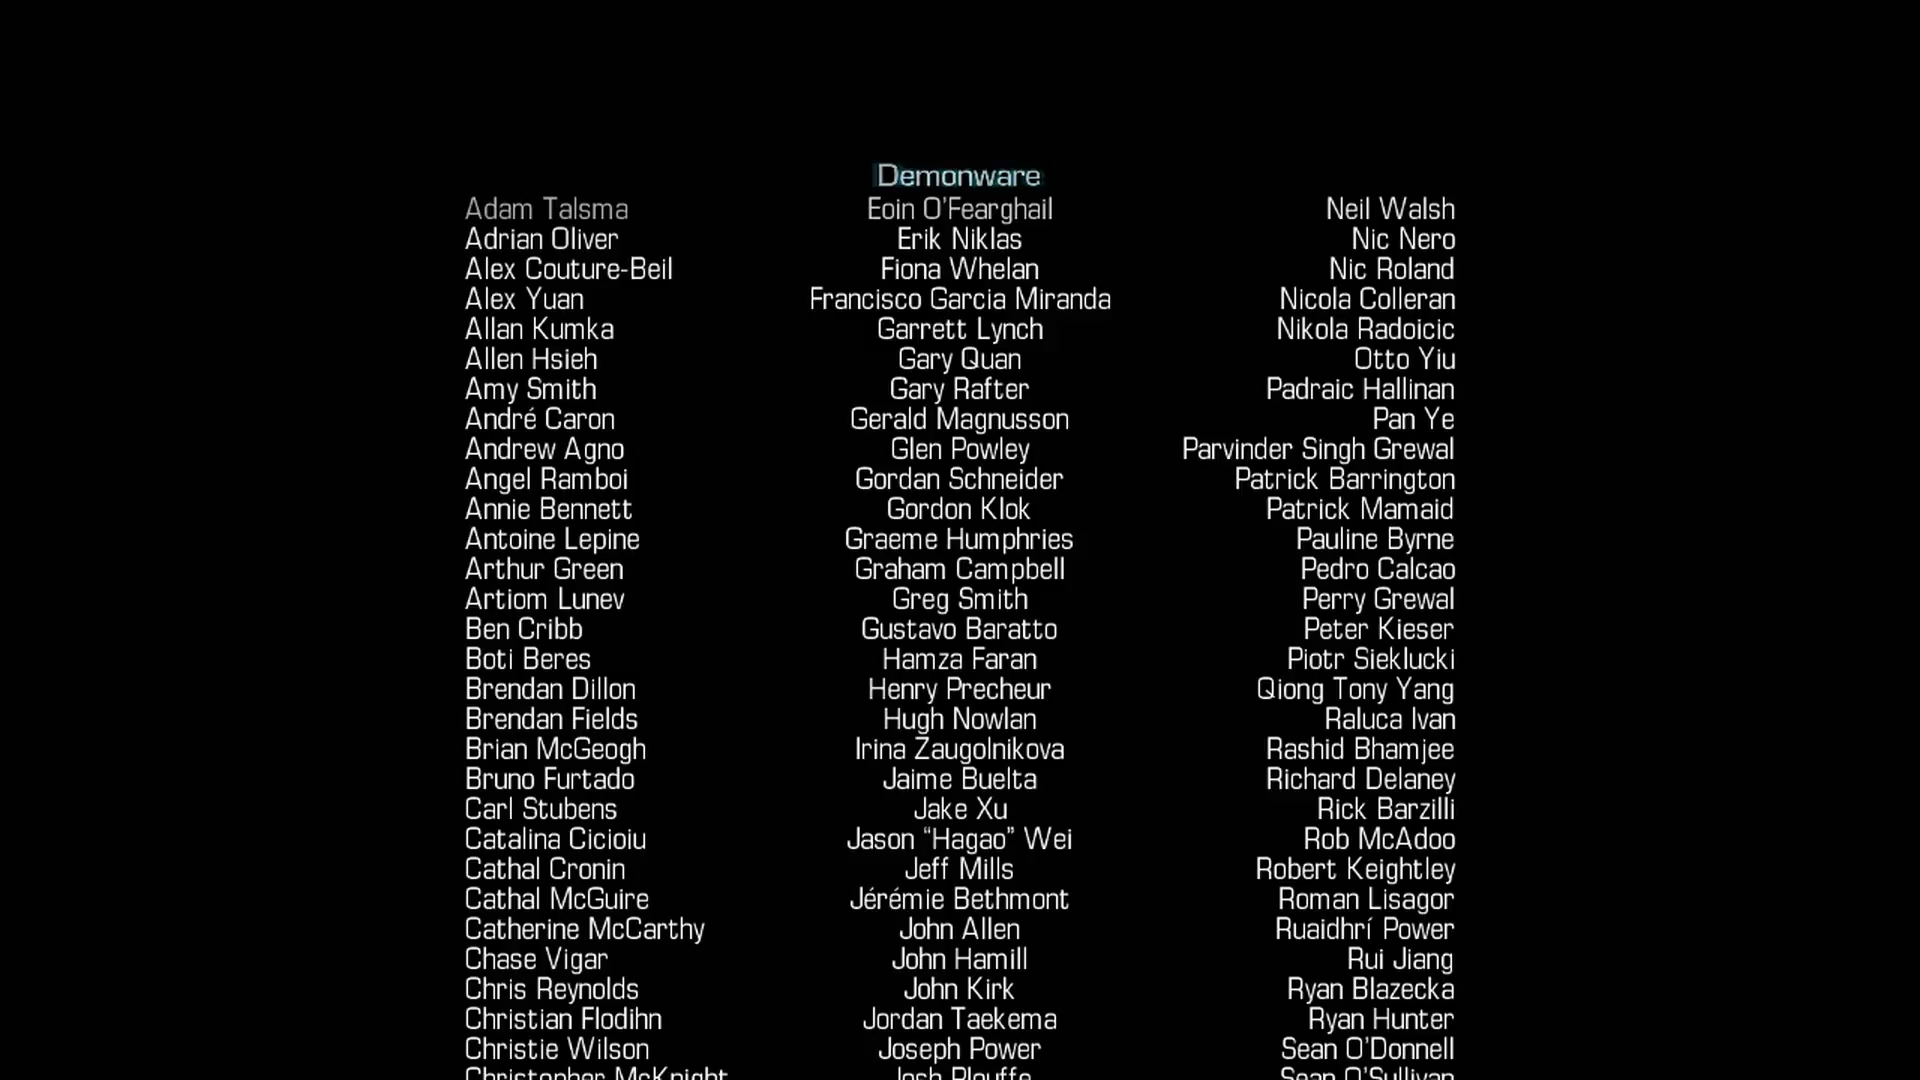 Demonware
Adam Talsma Eoin O'Fearghail Neil Walsh
Adrian Oliver Erik Niklas Nic Nero
Alex Couture-Beil Fiona Whelan Nic Roland
Alex Yuan Francisco Garcia Miranda Nicola Colleran
Allan Kumka Garrett Lynch Nikola Radoicic
Allen Hsieh Gary Quan Otto Yiu
Amy Smith Gary Rafter Padraic Hallinan
André Caron Gerald Magnusson Pan Ye
Andrew Agno Glen Powley Parvinder Singh Grewal
Angel Ramboi Gordan Schneider Patrick Barrington
Annie Bennett Gordon Klok Patrick Mamaid
Antoine Lepine Graeme Humphries Pauline Byrne
Arthur Green Graham Campbell Pedro Calcao
Artiom Lunev Greg Smith Perry Grewal
Ben Cribb Gustavo Baratto Peter Kieser
Boti Beres Hamza Faran Piotr Sieklucki
Brendan Dillon Henry Precheur Qiong Tony Yang
Brendan Fields Hugh Nowlan Raluca Ivan
Brian McGeogh Irina Zaugolnikova Rashid Bhamjee
Bruno Furtado Jaime Buelta Richard Delaney
Carl Stubens Jake Xu Rick Barzilli
Catalina Cicioiu Jason “Hagao” Wei Rob McAdoo
Cathal Cronin Jeff Mills Robert Keightley
Cathal McGuire Jérémie Bethmont Roman Lisagor
Catherine McCarthy John Allen Ruaidhrí Power
Chase Vigar John Hamill Rui Jiang
Chris Reynolds John Kirk Ryan Blazecka
Christian Flodihn Jordan Taekema Ryan Hunter
Christie Wilson Joseph Power Sean O'Donnell
Christopher McKnight Josh Plouffe Sean O'Sullivan